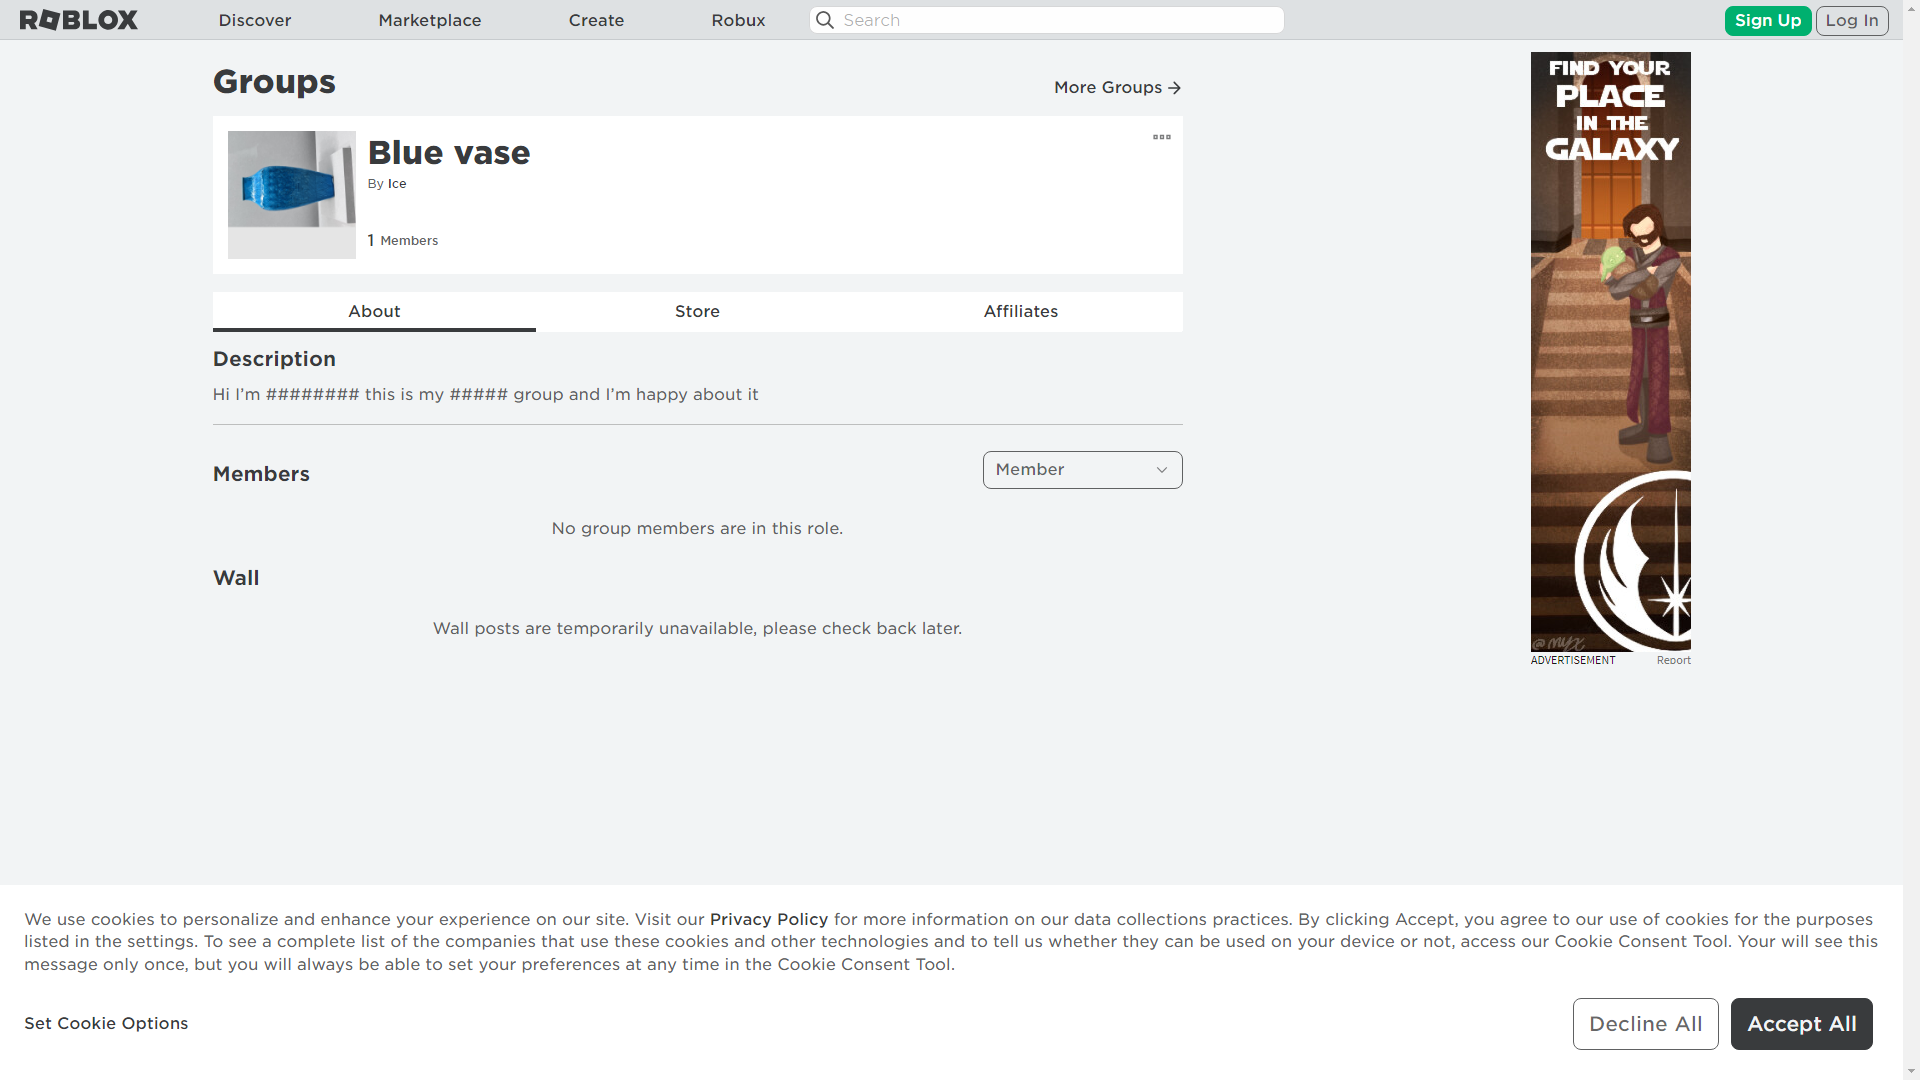 ROBLOX
Discover
Marketplace
Create
Robux
Search
Sign Up
Log In
Groups
More Groups
Blue vase
By Ice
1 Members
About
Store
Affiliates
Description
Hi I’m ######## this is my ##### group and I’m happy about it
Members
Member
No group members are in this role.
Wall
Wall posts are temporarily unavailable, please check back later.
FIND YOUR
PLACE
IN THE
GALAXY
@myx
ADVERTISEMENT
Report
We use cookies to personalize and enhance your experience on our site. Visit our Privacy Policy for more information on our data collections practices. By clicking Accept, you agree to our use of cookies for the purposes
listed in the settings. To see a complete list of the companies that use these cookies and other technologies and to tell us whether they can be used on your device or not, access our Cookie Consent Tool. Your will see this
message only once, but you will always be able to set your preferences at any time in the Cookie Consent Tool.
Set Cookie Options
Decline All
Accept All